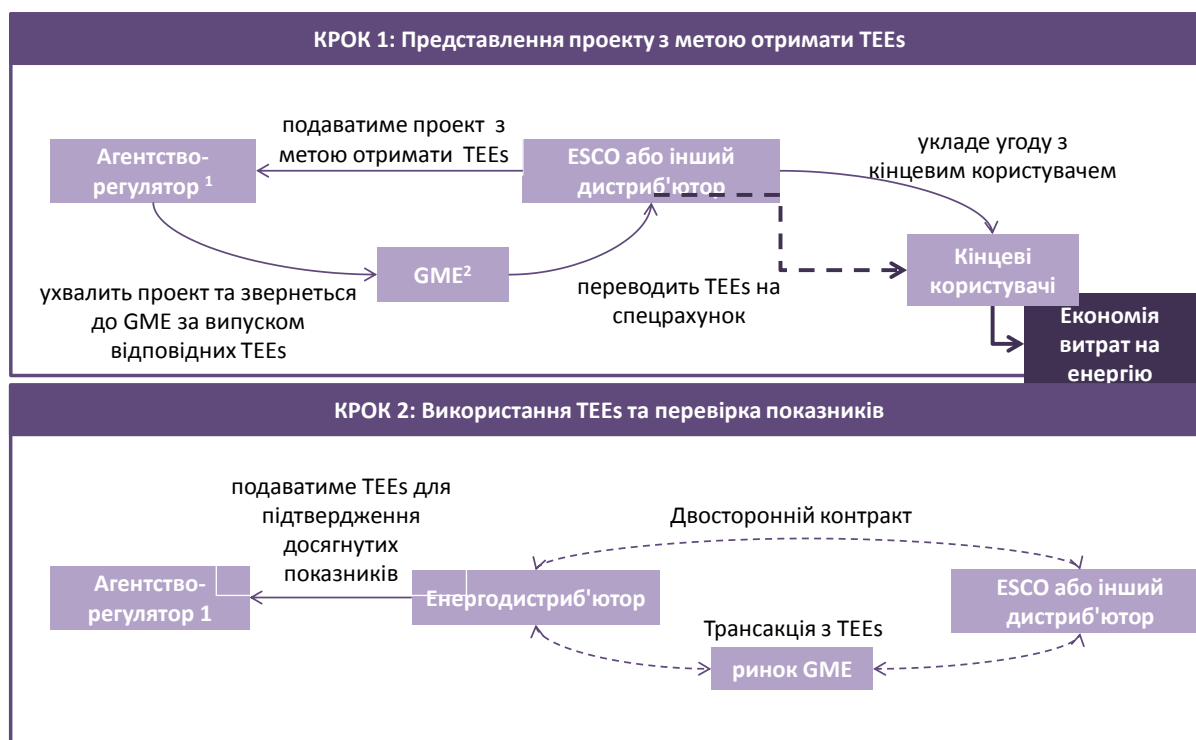 КРОК 1: Представлення проекту з метою отримати TEEs
подаватиме проект з
метою отримати TEEs
Агентство-
регулятор ¹
ESCO або інший
дистриб'ютор
укладе угоду з
кінцевим користувачем
GME²
Кінцеві
користувачі
ухвалить проект та звернеться
до GME за випуском
відповідних TEEs
переводить TEEs на
спецрахунок
Економія
витрат на
енергію
КРОК 2: Використання TEEs та перевірка показників
подаватиме TEEs для
підтвердження
досягнутих
показників
Двосторонній контракт
Агентство-
регулятор 1
Енергодистриб'ютор
ESCO або інший
дистриб'ютор
Трансакція з TEEs
ринок GME